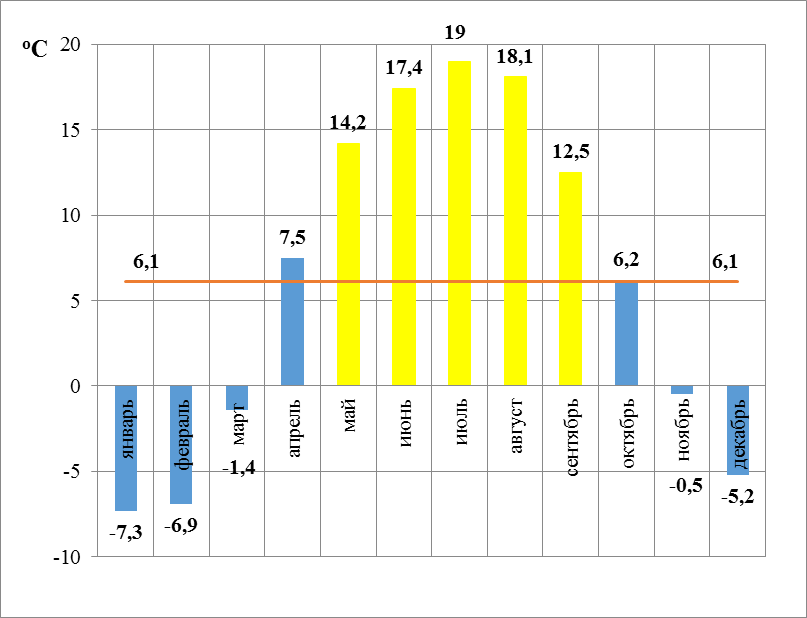 ºС
20
15
10
5
0
-5
-10
6,1
6,1
-7,3
-6,9
-1,4
7,5
14,2
17,4
19
18,1
12,5
6,2
-0,5
-5,2
январь
февраль
март
апрель
май
июнь
июль
август
сентябрь
октябрь
ноябрь
декабрь